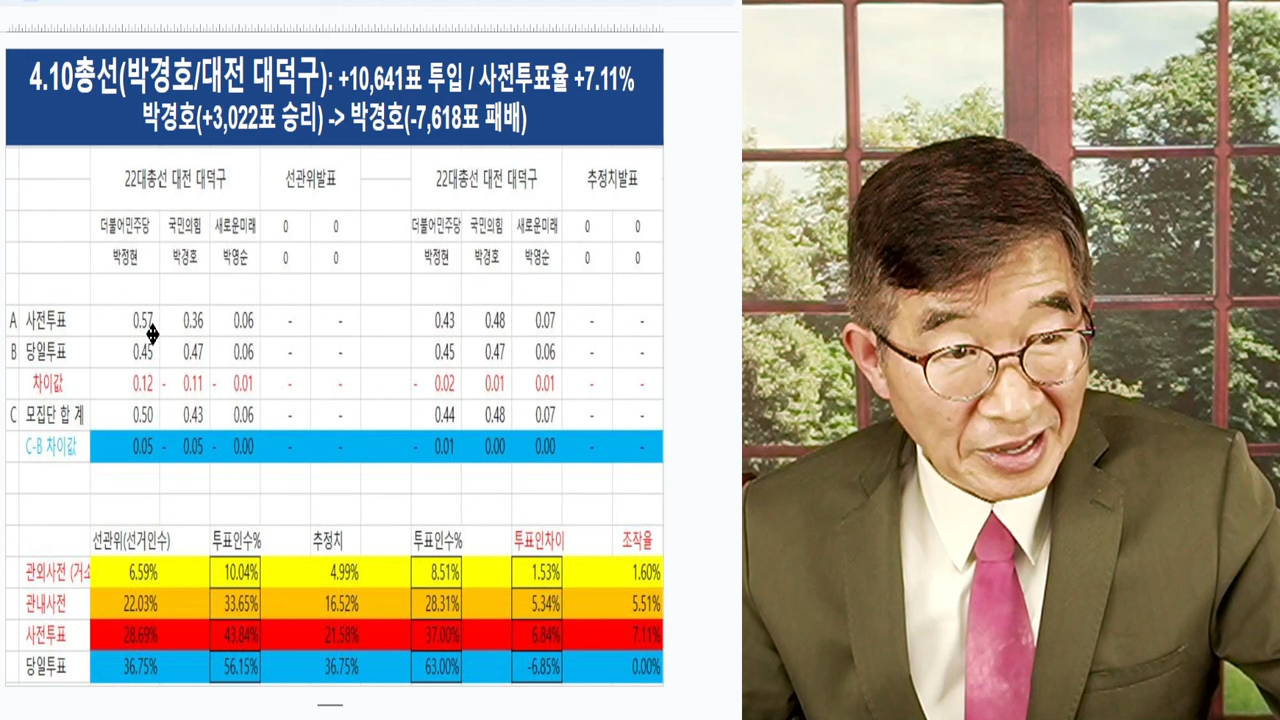 4.10총선(박경호/대전 대덕구): +10,641표 투입 / 사전투표율 +7.11%
박경호(+3,022표 승리) -> 박경호(-7,618표 패배)
22대총선 대전 대덕구 선관위발표 22대총선 대전 대덕구 추정치발표
더불어민주당 국민의힘 새로운미래 0 0 더불어민주당 국민의힘 새로운미래 0 0
박정현 박경호 박영순 0 0 박정현 박경호 박영순 0 0
A 사전투표 0.57 0.36 0.06 - - 0.43 0.48 0.07 - -
B 당일투표 0.45 0.47 0.06 - - 0.45 0.47 0.06 - -
차이값 0.12 - 0.11 - 0.01 - - - 0.02 0.01 0.01 - -
C 모집단 합 계 0.50 0.43 0.06 - - 0.44 0.48 0.07 - -
C-B 차이값 0.05 - 0.05 - 0.00 - - - 0.01 0.00 0.00 - -
선관위(선거인수) 투표인수% 추정치 투표인수% 투표인차이 조작율
관외사전 (거소 6.59% 10.04% 4.99% 8.51% 1.53% 1.60%
관내사전 22.03% 33.65% 16.52% 28.31% 5.34% 5.51%
사전투표 28.69% 43.84% 21.58% 37.00% 6.84% 7.11%
당일투표 36.75% 56.15% 36.75% 63.00% -6.85% 0.00%